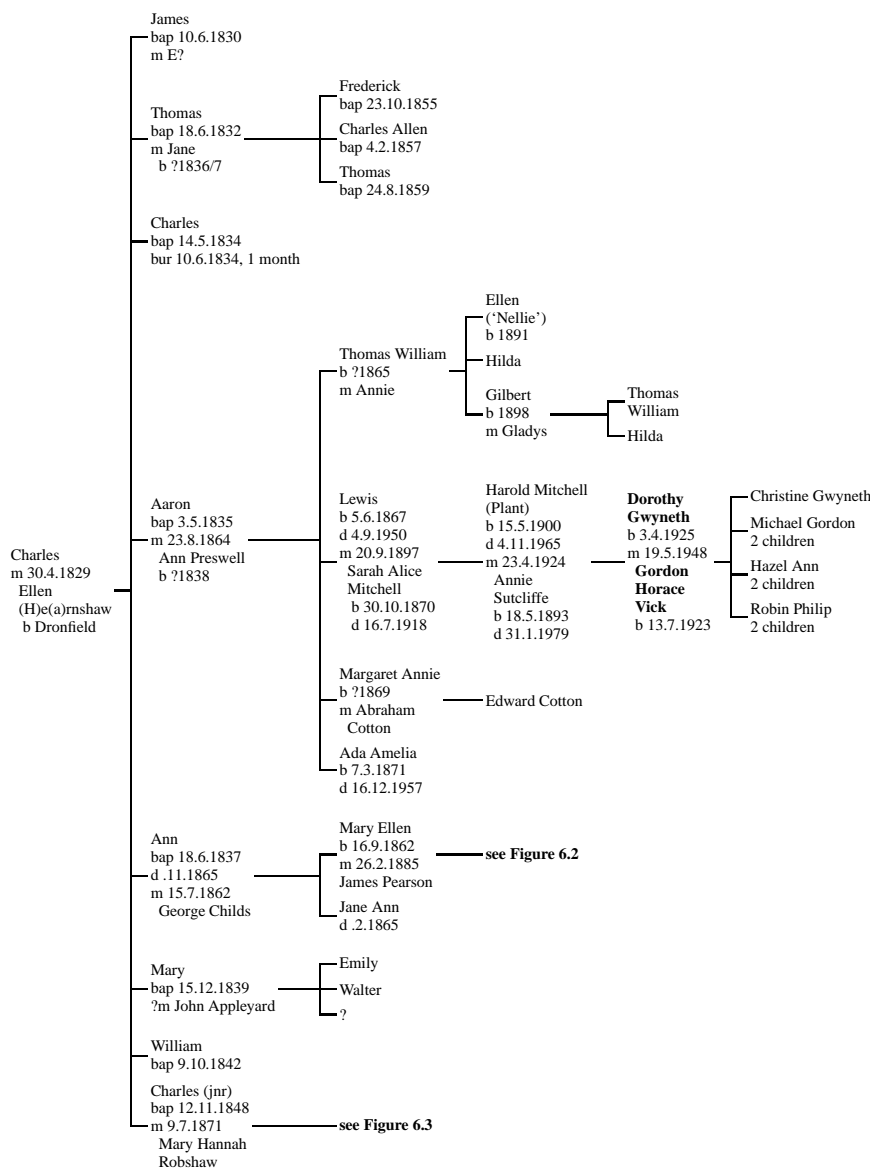 James
bap 10.6.1830
m E?
Thomas
bap 18.6.1832
m Jane
b ?1836/7
Frederick
bap 23.10.1855
Charles Allen
bap 4.2.1857
Thomas
bap 24.8.1859
Charles
bap 14.5.1834
bur 10.6.1834, 1 month
Charles
m 30.4.1829
Ellen
(H)e(a)rnshaw
b Dronfield
Aaron
bap 3.5.1835
m 23.8.1864
Ann Preswell
b ?1838
Thomas William
b ?1865
m Annie
Ellen
(‘Nellie’)
b 1891
Hilda
Gilbert
b 1898
m Gladys
Thomas
William
Hilda
Lewis
b 5.6.1867
d 4.9.1950
m 20.9.1897
Sarah Alice
Mitchell
b 30.10.1870
d 16.7.1918
Harold Mitchell
(Plant)
b 15.5.1900
d 4.11.1965
m 23.4.1924
Annie
Sutcliffe
b 18.5.1893
d 31.1.1979
Dorothy
Gwyneth
b 3.4.1925
m 19.5.1948
Gordon
Horace
Vick
b 13.7.1923
Christine Gwyneth
Michael Gordon
2 children
Hazel Ann
2 children
Robin Philip
2 children
Margaret Annie
b ?1869
m Abraham
Cotton
Edward Cotton
Ada Amelia
b 7.3.1871
d 16.12.1957
Ann
bap 18.6.1837
d .11.1865
m 15.7.1862
George Childs
Mary Ellen
b 16.9.1862
m 26.2.1885
James Pearson
see Figure 6.2
Jane Ann
d .2.1865
Mary
bap 15.12.1839
?m John Appleyard
Emily
Walter
?
William
bap 9.10.1842
Charles (jnr)
bap 12.11.1848
m 9.7.1871
Mary Hannah
Robshaw
see Figure 6.3